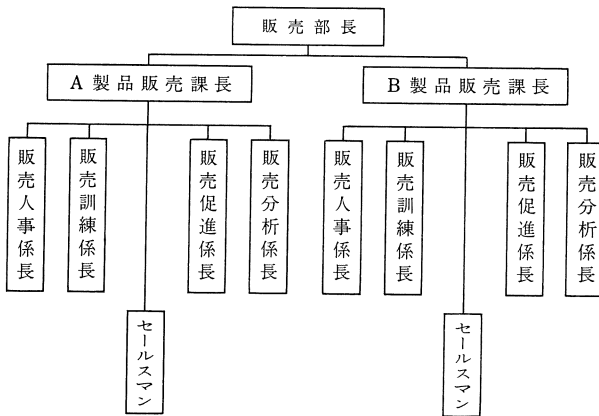 販売部長
A製品販売課長
B製品販売課長
販売人事係長
販売訓練係長
販売促進係長
販売分析係長
販売人事係長
販売訓練係長
販売促進係長
販売分析係長
セールスマン
セールスマン